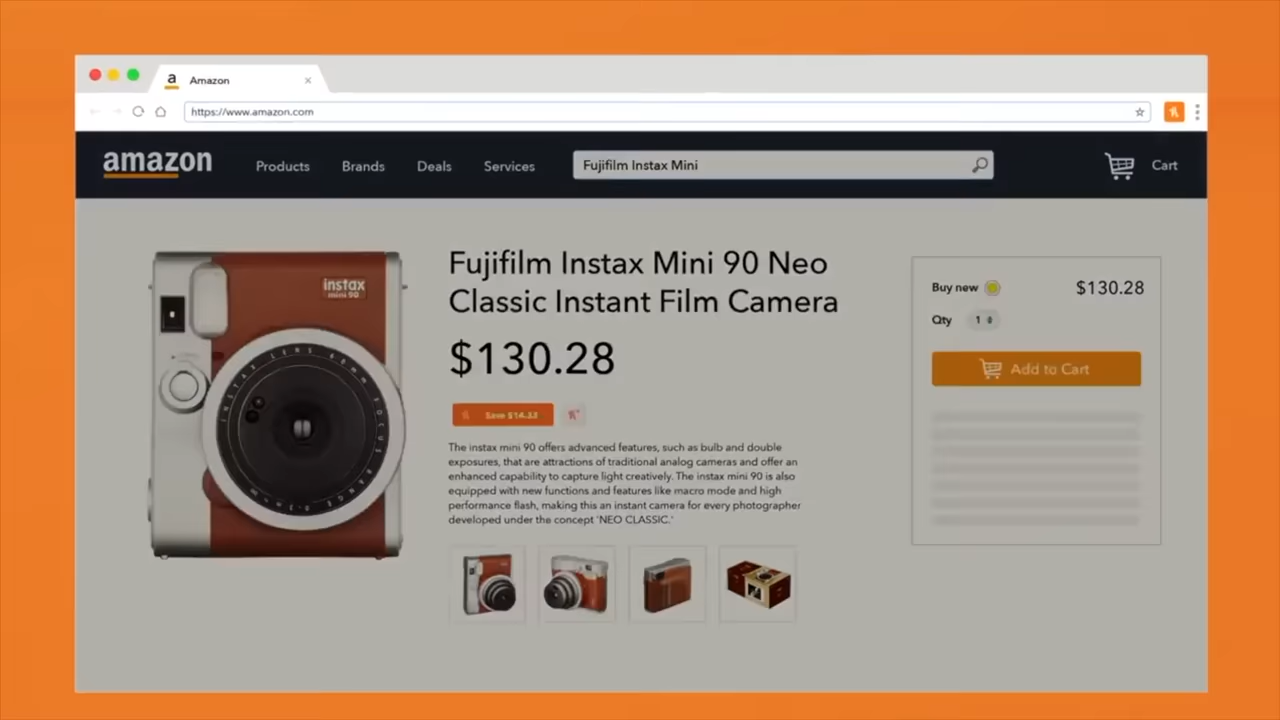 a Amazon
https://www.amazon.com
amazon
Products
Brands
Deals
Services
Fujifilm Instax Mini
Cart
instax
mini 90
Fujifilm Instax Mini 90 Neo
Classic Instant Film Camera
$130.28
Save $14.33
The instax mini 90 offers advanced features, such as bulb and double
exposures, that are attractions of traditional analog cameras and offer an
enhanced capability to capture light creatively. The instax mini 90 is also
equipped with new functions and features like macro mode and high
performance flash, making this an instant camera for every photographer
developed under the concept 'NEO CLASSIC.'
Buy new
$130.28
Qty
1
Add to Cart